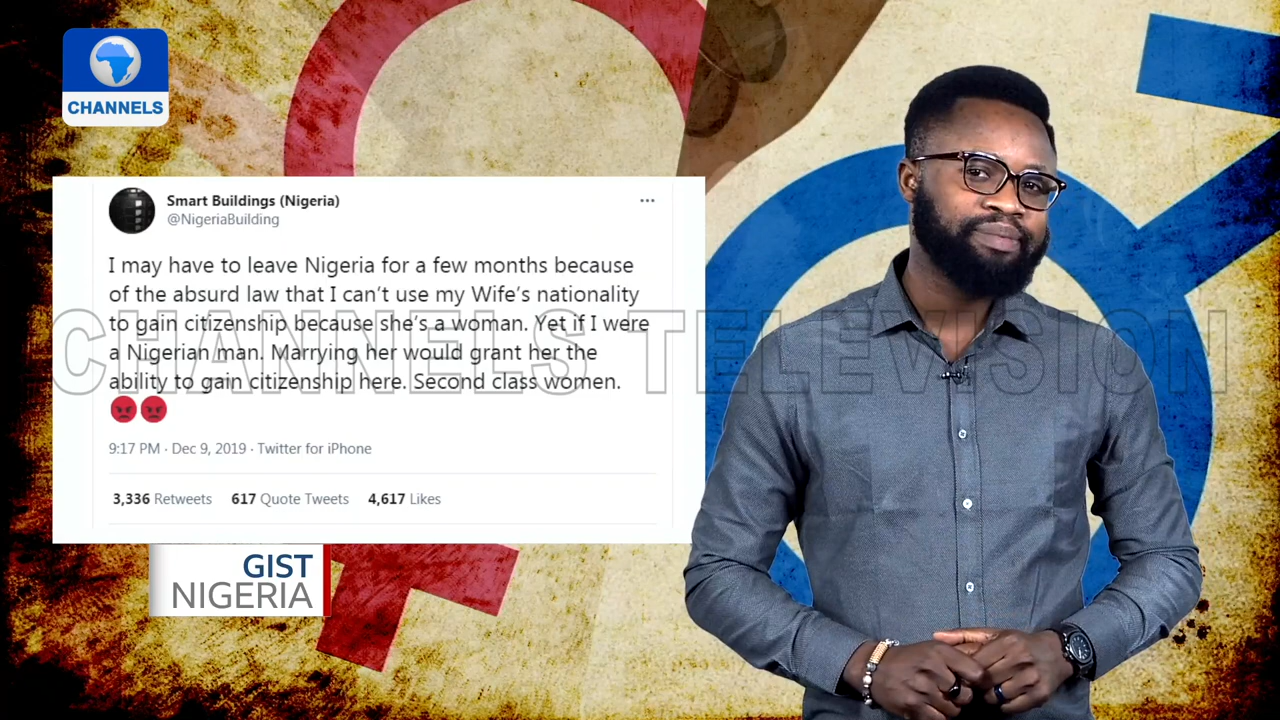 CHANNELS
Smart Buildings (Nigeria)
@NigeriaBuilding
I may have to leave Nigeria for a few months because
of the absurd law that I can't use my Wife's nationality
to gain citizenship because she's a woman. Yet if I were
a Nigerian man. Marrying her would grant her the
ability to gain citizenship here. Second class women.
😡😡
9:17 PM · Dec 9, 2019 · Twitter for iPhone
3,336 Retweets 617 Quote Tweets 4,617 Likes
CHANNELS TELEVISION
GIST
NIGERIA